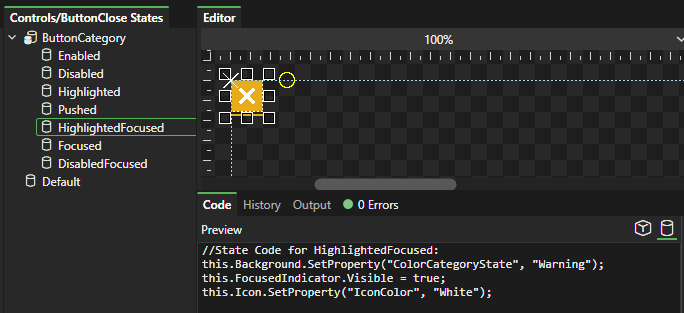 Controls/ButtonClose States
ButtonCategory
Enabled
Disabled
Highlighted
Pushed
HighlightedFocused
Focused
DisabledFocused
Default
Editor
100%
Code History Output 0 Errors
Preview
//State Code for HighlightedFocused:
this.Background.SetProperty("ColorCategoryState", "Warning");
this.FocusedIndicator.Visible = true;
this.Icon.SetProperty("IconColor", "White");